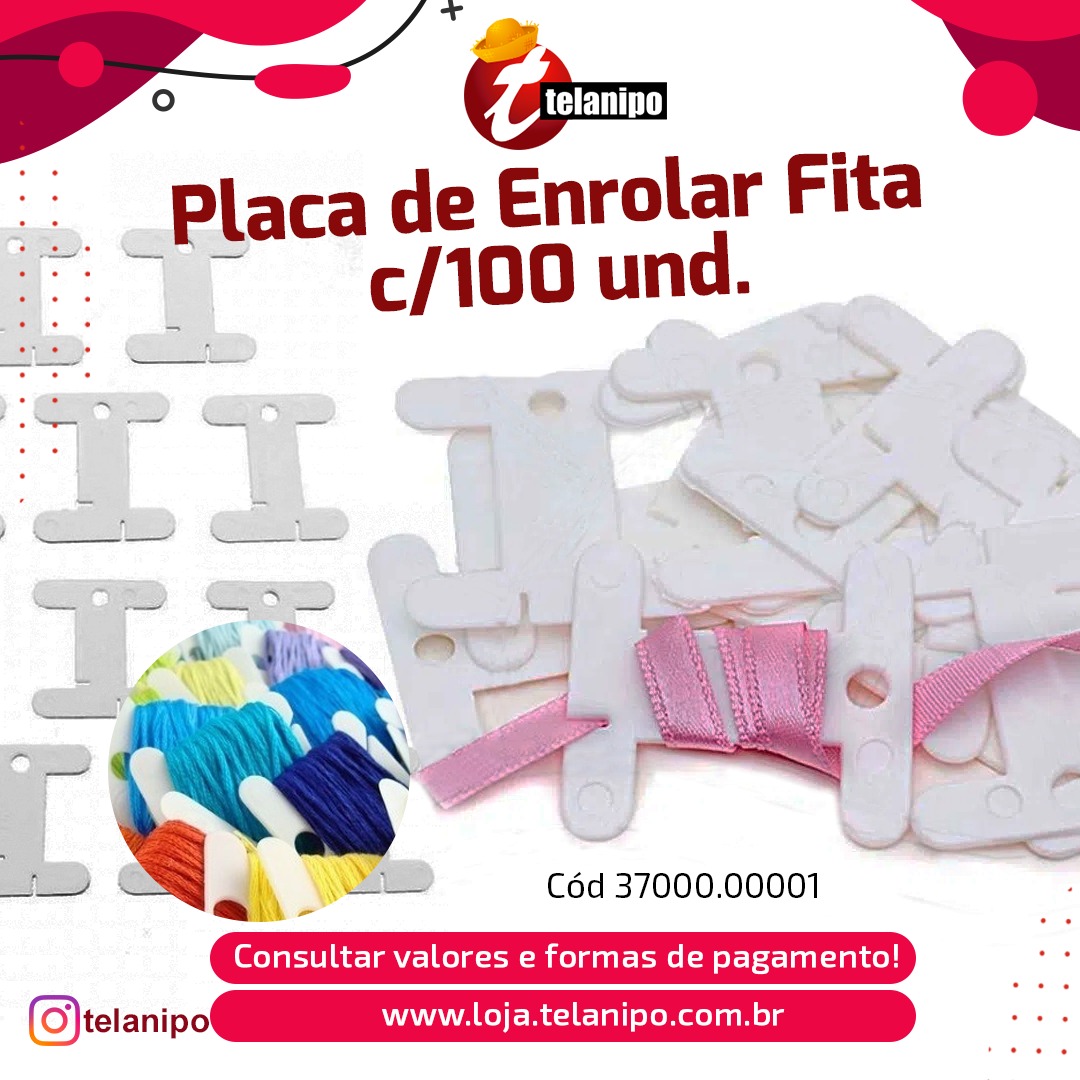 t telanipo
Placa de Enrolar Fita
c/100 und.
Cód 37000.00001
Consultar valores e formas de pagamento!
www.loja.telanipo.com.br
telanipo